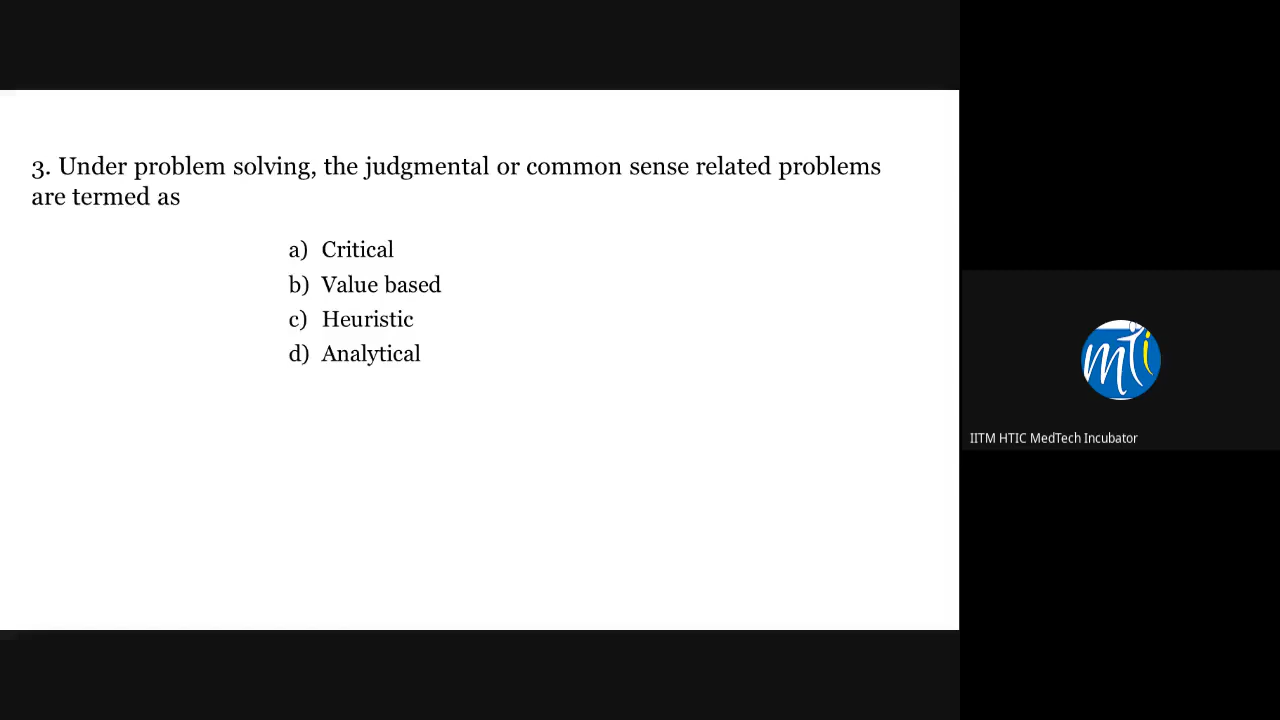 3. Under problem solving, the judgmental or common sense related problems
are termed as
a) Critical
b) Value based
c) Heuristic
d) Analytical
mti
IITM HTIC MedTech Incubator